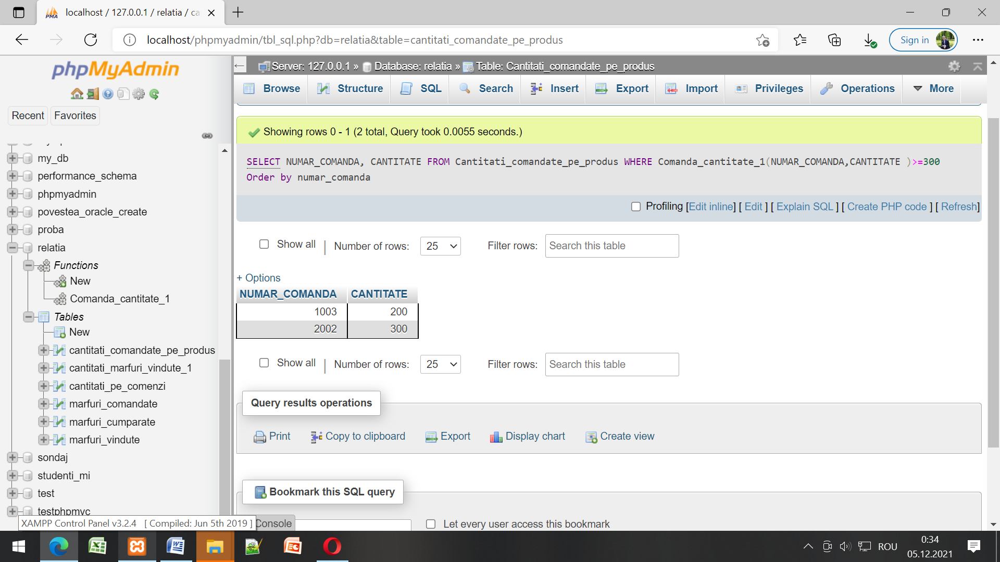 localhost / 127.0.0.1 / relatia / ca
localhost/phpmyadmin/tbl_sql.php?db=relatia&table=cantitati_comandate_pe_produs
Sign in
phpMyAdmin
Recent Favorites
my_db
performance_schema
phpmyadmin
povestea_oracle_create
proba
relatia
Functions
New
Comanda_cantitate_1
Tables
New
cantitati_comandate_pe_produs
cantitati_marfuri_vindute_1
cantitati_pe_comenzi
marfuri_comandate
marfuri_cumparate
marfuri_vindute
sondaj
studenti_mi
test
testphpmvc
XAMPP Control Panel v3.2.4 [ Compiled: Jun 5th 2019 ]
Server: 127.0.0.1 » Database: relatia » Table: Cantitati_comandate_pe_produs
Browse Structure SQL Search Insert Export Import Privileges Operations More
Showing rows 0 - 1 (2 total, Query took 0.0055 seconds.)
SELECT NUMAR_COMANDA, CANTITATE FROM Cantitati_comandate_pe_produs WHERE Comanda_cantitate_1(NUMAR_COMANDA,CANTITATE )>=300
Order by numar_comanda
Profiling [Edit inline] [ Edit ] [ Explain SQL ] [ Create PHP code ] [ Refresh]
Show all | Number of rows: 25 Filter rows: Search this table
+ Options
NUMAR_COMANDA CANTITATE
1003 200
2002 300
Show all | Number of rows: 25 Filter rows: Search this table
Query results operations
Print Copy to clipboard Export Display chart Create view
Bookmark this SQL query
Console
Let every user access this bookmark
ROU
0:34
05.12.2021